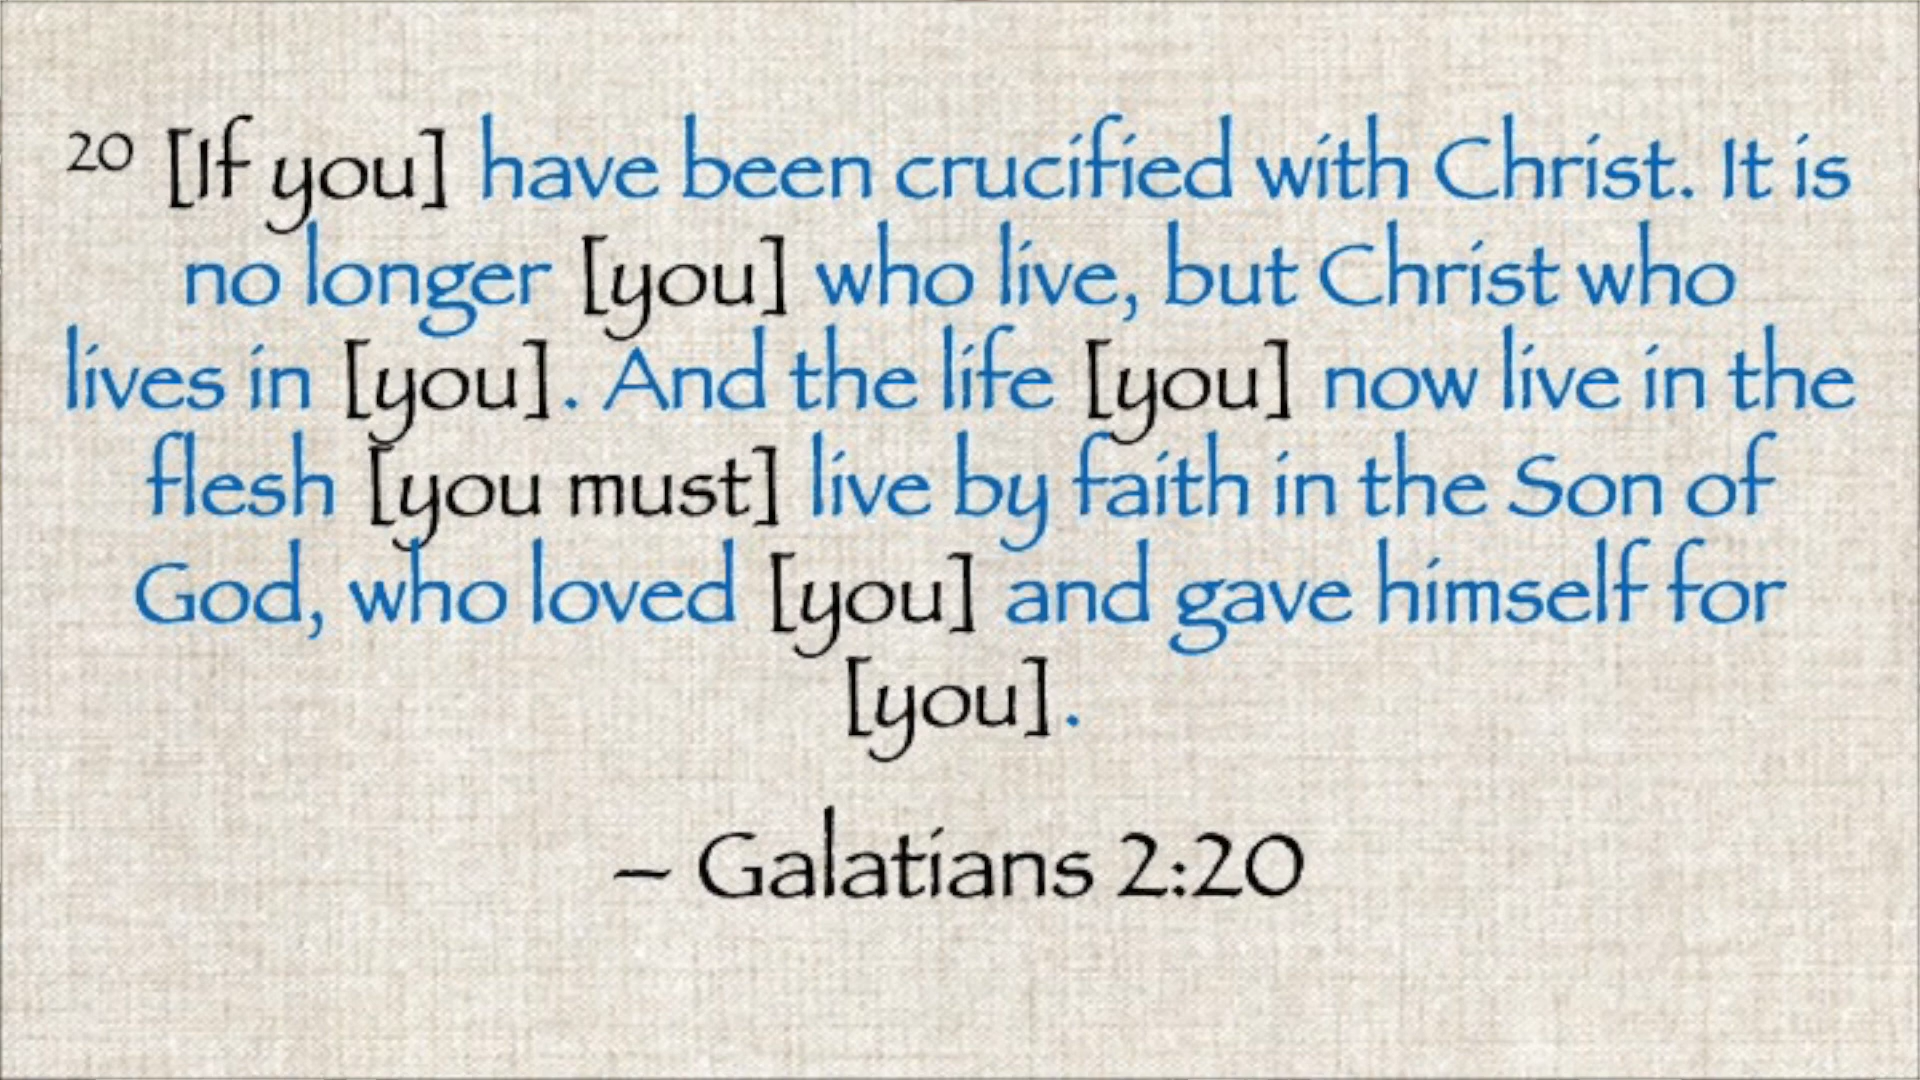 20 [If you] have been crucified with Christ. It is
no longer [you] who live, but Christ who
lives in [you]. And the life [you] now live in the
flesh [you must] live by faith in the Son of
God, who loved [you] and gave himself for
[you].
– Galatians 2:20